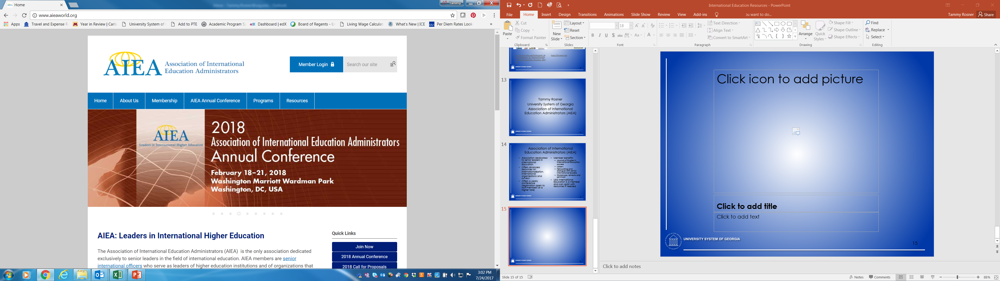 Home
Tammy
www.aieaworld.org
Apps
Travel and Expense R
Year in Review | Carls
University System of
Add to PTE
Academic Program S
Dashboard | edX
Board of Regents - U
Living Wage Calculat
What's New | ICE
Per Diem Rates Look
»
AIEA Association of International
Education Administrators
Member Login
Search our site
Home
About Us
Membership
AIEA Annual Conference
Programs
Resources
AIEA
Leaders in International Higher Education
2018
Association of International Education Administrators
Annual Conference
February 18–21, 2018
Washington Marriott Wardman Park
Washington, DC, USA
AIEA: Leaders in International Higher Education
The Association of International Education Administrators (AIEA) is the only association dedicated
exclusively to senior leaders in the field of international education. AIEA members are senior
international officers who serve as leaders of higher education institutions and of organizations that
Quick Links
Join Now
2018 Annual Conference
2018 Call for Proposals
3:02 PM
7/24/2017
International Education Resources - PowerPoint
File
Home
Insert
Design
Transitions
Animations
Slide Show
Review
View
Add-ins
ou want to do...
Tammy Rosner
Share
Paste
Cut
Copy
Format Painter
Clipboard
New
Slide
Layout
Reset
Section
Slides
18
B I U S abc AV Aa A
Font
Text Direction
Align Text
Convert to SmartArt
Paragraph
Arrange
Quick
Styles
Shape Fill
Shape Outline
Shape Effects
Drawing
Find
Replace
Select
Editing
13
Tammy Rosner
University System of Georgia
Association of International
Education Administrators (AIEA)
14
Association of International
Education Administrators (AIEA)
• Association dedicated
to senior leaders in
International
Education
• Offers all-access
resources on
internationalization,
international
organizations and
surveys
• Offers a yearly
conference
(registration open to
non-members at a
higher rate)
• Member benefits:
– Journal of Studies in
International Education
access
– Listserv
– Networking and
dialogue with senior
international leaders
– Workshops, retreats and
seminars
• USG International
Education is a member
and can assist with
resources if needed
15
Click icon to add picture
Click to add title
Click to add text
UNIVERSITY SYSTEM OF GEORGIA
15
Click to add notes
Slide 15 of 15
Notes
Comments
88%